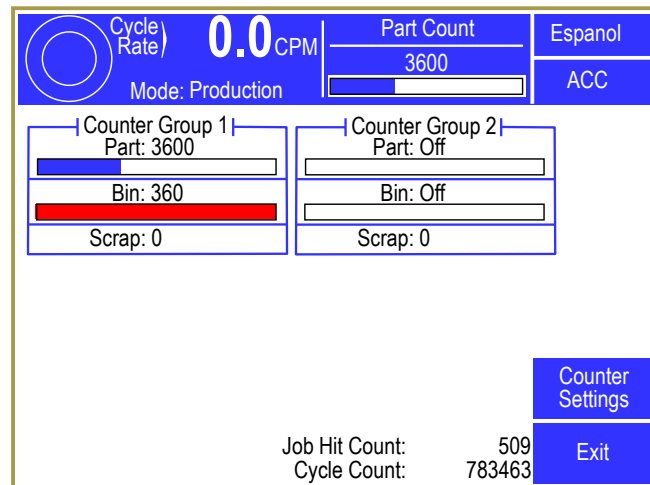 Cycle
Rate
0.0 CPM
Mode: Production
Part Count
3600
Espanol
ACC
Counter Group 1
Part: 3600
Bin: 360
Scrap: 0
Counter Group 2
Part: Off
Bin: Off
Scrap: 0
Counter
Settings
Job Hit Count: 509
Cycle Count: 783463
Exit